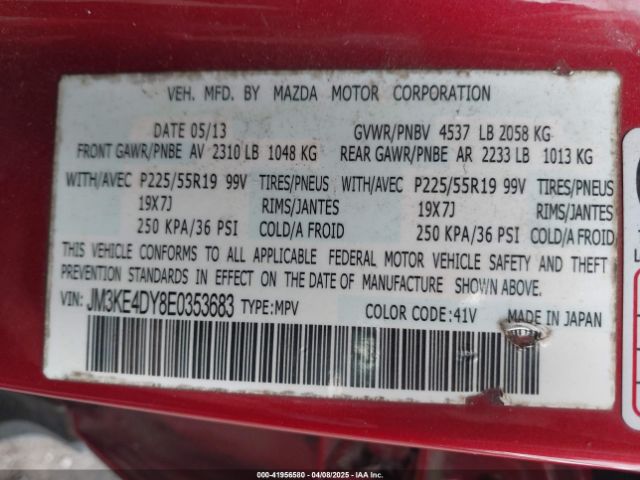 VEH. MFD. BY MAZDA MOTOR CORPORATION
DATE 05/13 GVWR/PNBV 4537 LB 2058 KG
FRONT GAWR/PNBE AV 2310 LB 1048 KG REAR GAWR/PNBE AR 2233 LB 1013 KG
WITH/AVEC P225/55R19 99V TIRES/PNEUS WITH/AVEC P225/55R19 99V TIRES/PNEUS
19X7J RIMS/JANTES 19X7J RIMS/JANTES
250 KPA/36 PSI COLD/A FROID 250 KPA/36 PSI COLD/A FROID
THIS VEHICLE CONFORMS TO ALL APPLICABLE FEDERAL MOTOR VEHICLE SAFETY AND THEFT
PREVENTION STANDARDS IN EFFECT ON THE DATE OF MANUFACTURE SHOWN ABOVE.
VIN: JM3KE4DY8E0353683 TYPE:MPV COLOR CODE:41V MADE IN JAPAN
000-41956580 04/08/2025 - IAAI.COM